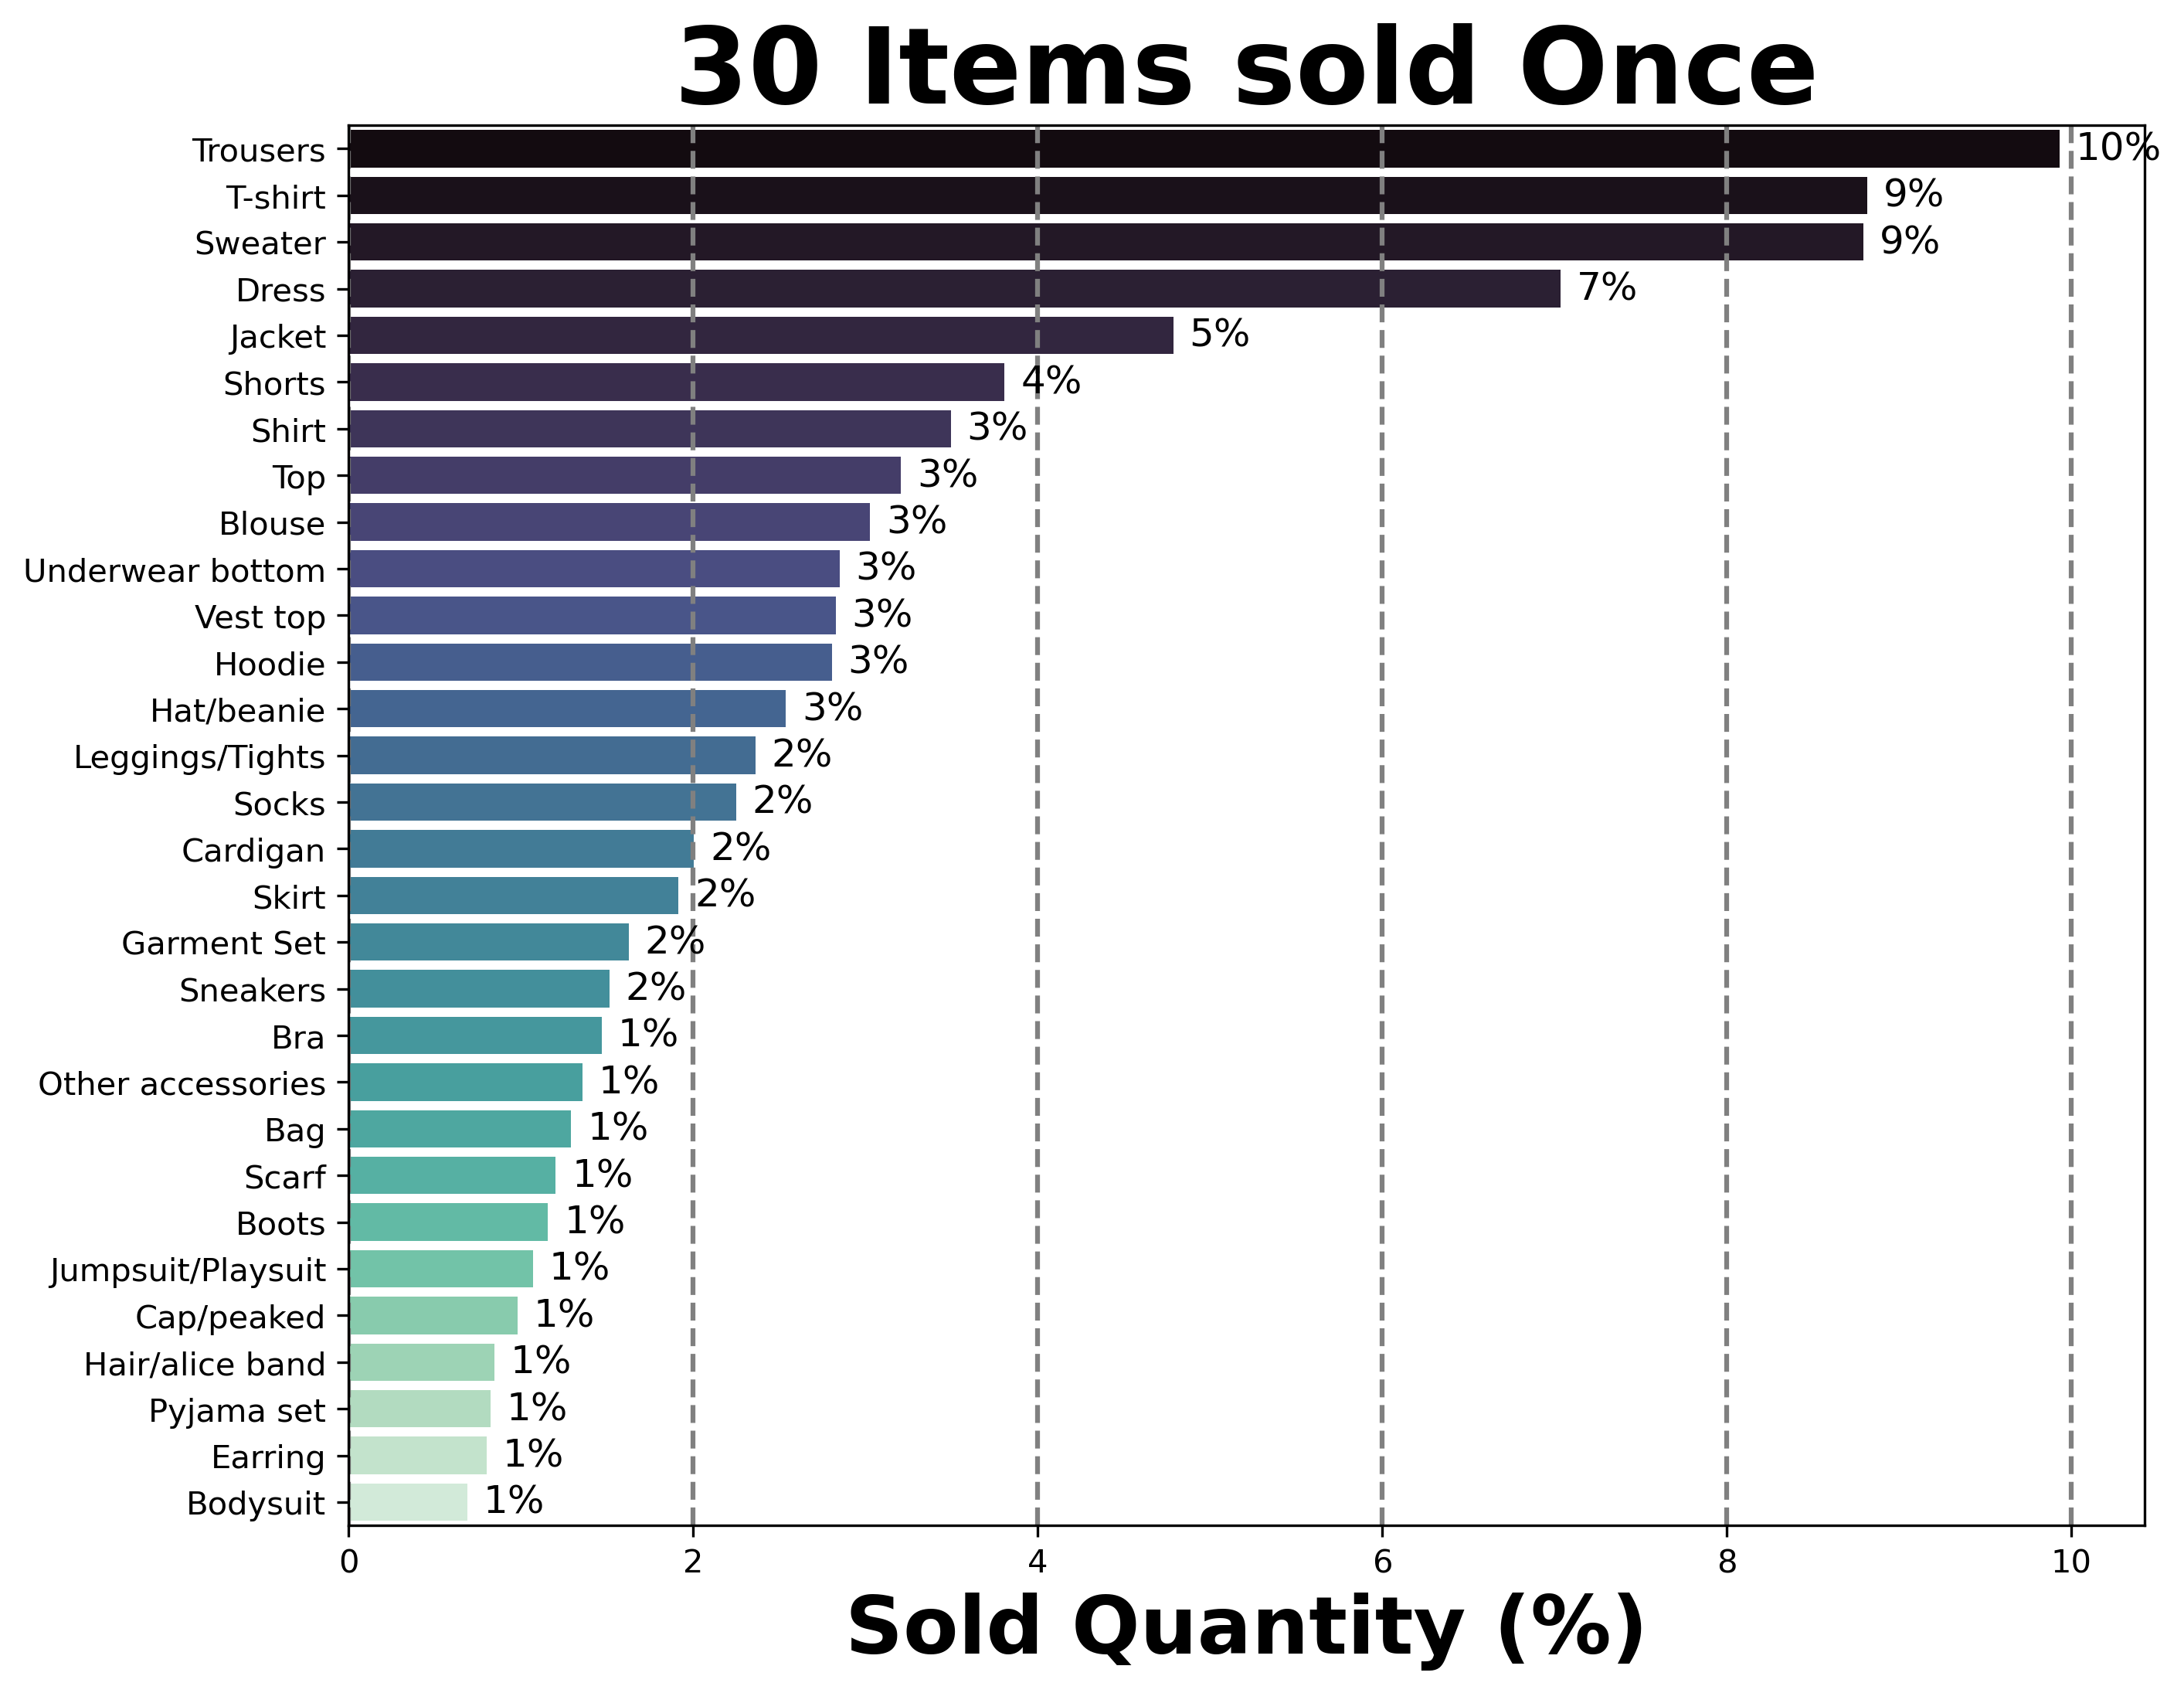 30 Items sold Once
Trousers 10%
T-shirt 9%
Sweater 9%
Dress 7%
Jacket 5%
Shorts 4%
Shirt 3%
Top 3%
Blouse 3%
Underwear bottom 3%
Vest top 3%
Hoodie 3%
Hat/beanie 3%
Leggings/Tights 2%
Socks 2%
Cardigan 2%
Skirt 2%
Garment Set 2%
Sneakers 2%
Bra 1%
Other accessories 1%
Bag 1%
Scarf 1%
Boots 1%
Jumpsuit/Playsuit 1%
Cap/peaked 1%
Hair/alice band 1%
Pyjama set 1%
Earring 1%
Bodysuit 1%
0 2 4 6 8 10
Sold Quantity (%)